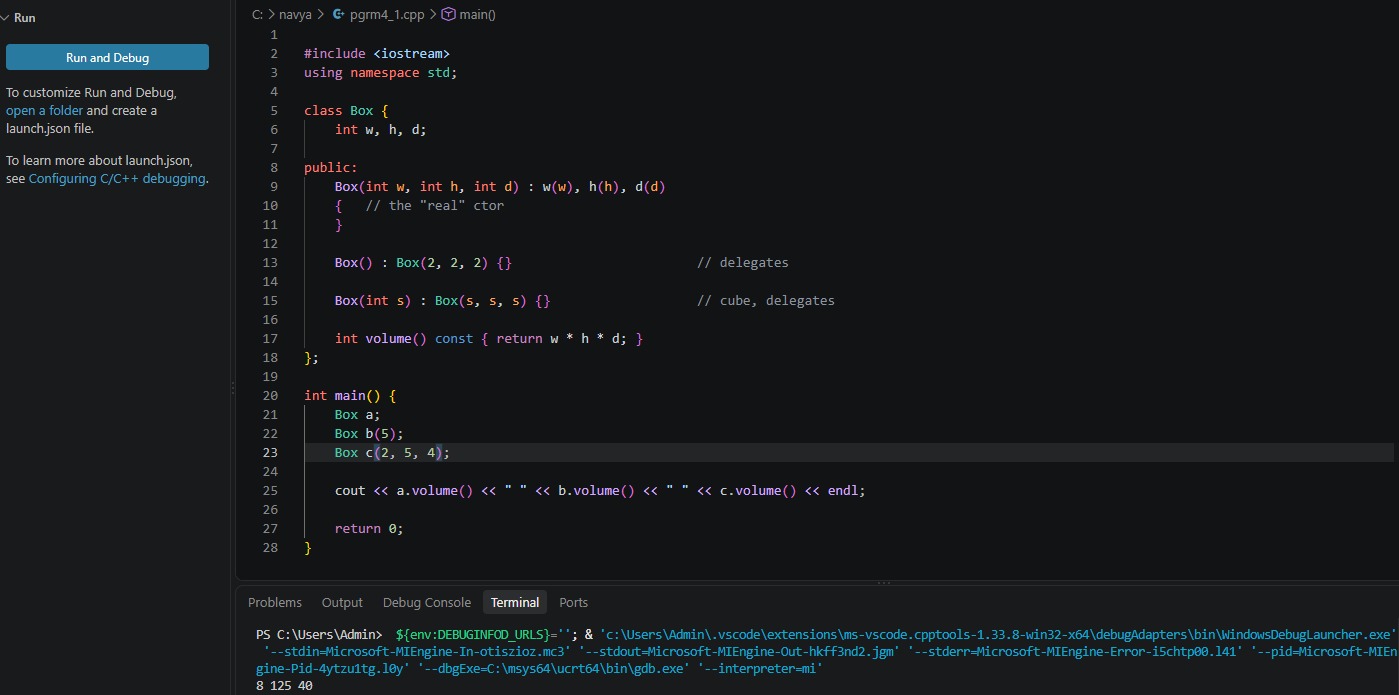 Run
Run and Debug
To customize Run and Debug,
open a folder and create a
launch.json file.
To learn more about launch.json,
see Configuring C/C++ debugging.
C: > navya > pgrm4_1.cpp > main()
1
2 #include <iostream>
3 using namespace std;
4
5 class Box {
6 int w, h, d;
7
8 public:
9 Box(int w, int h, int d) : w(w), h(h), d(d)
10 { // the "real" ctor
11 }
12
13 Box() : Box(2, 2, 2) {} // delegates
14
15 Box(int s) : Box(s, s, s) {} // cube, delegates
16
17 int volume() const { return w * h * d; }
18 };
19
20 int main() {
21 Box a;
22 Box b(5);
23 Box c(2, 5, 4);
24
25 cout << a.volume() << " " << b.volume() << " " << c.volume() << endl;
26
27 return 0;
28 }
Problems Output Debug Console Terminal Ports
PS C:\Users\Admin> ${env:DEBUGINFOD_URLS}=''; & 'c:\Users\Admin\.vscode\extensions\ms-vscode.cpptools-1.33.8-win32-x64\debugAdapters\bin\WindowsDebugLauncher.exe'
'--stdin=Microsoft-MIEngine-In-otiszioz.mc3' '--stdout=Microsoft-MIEngine-Out-hkff3nd2.jgm' '--stderr=Microsoft-MIEngine-Error-i5chtp00.l41' '--pid=Microsoft-MIEn
gine-Pid-4ytzu1tg.l0y' '--dbgExe=C:\msys64\ucrt64\bin\gdb.exe' '--interpreter=mi'
8 125 40